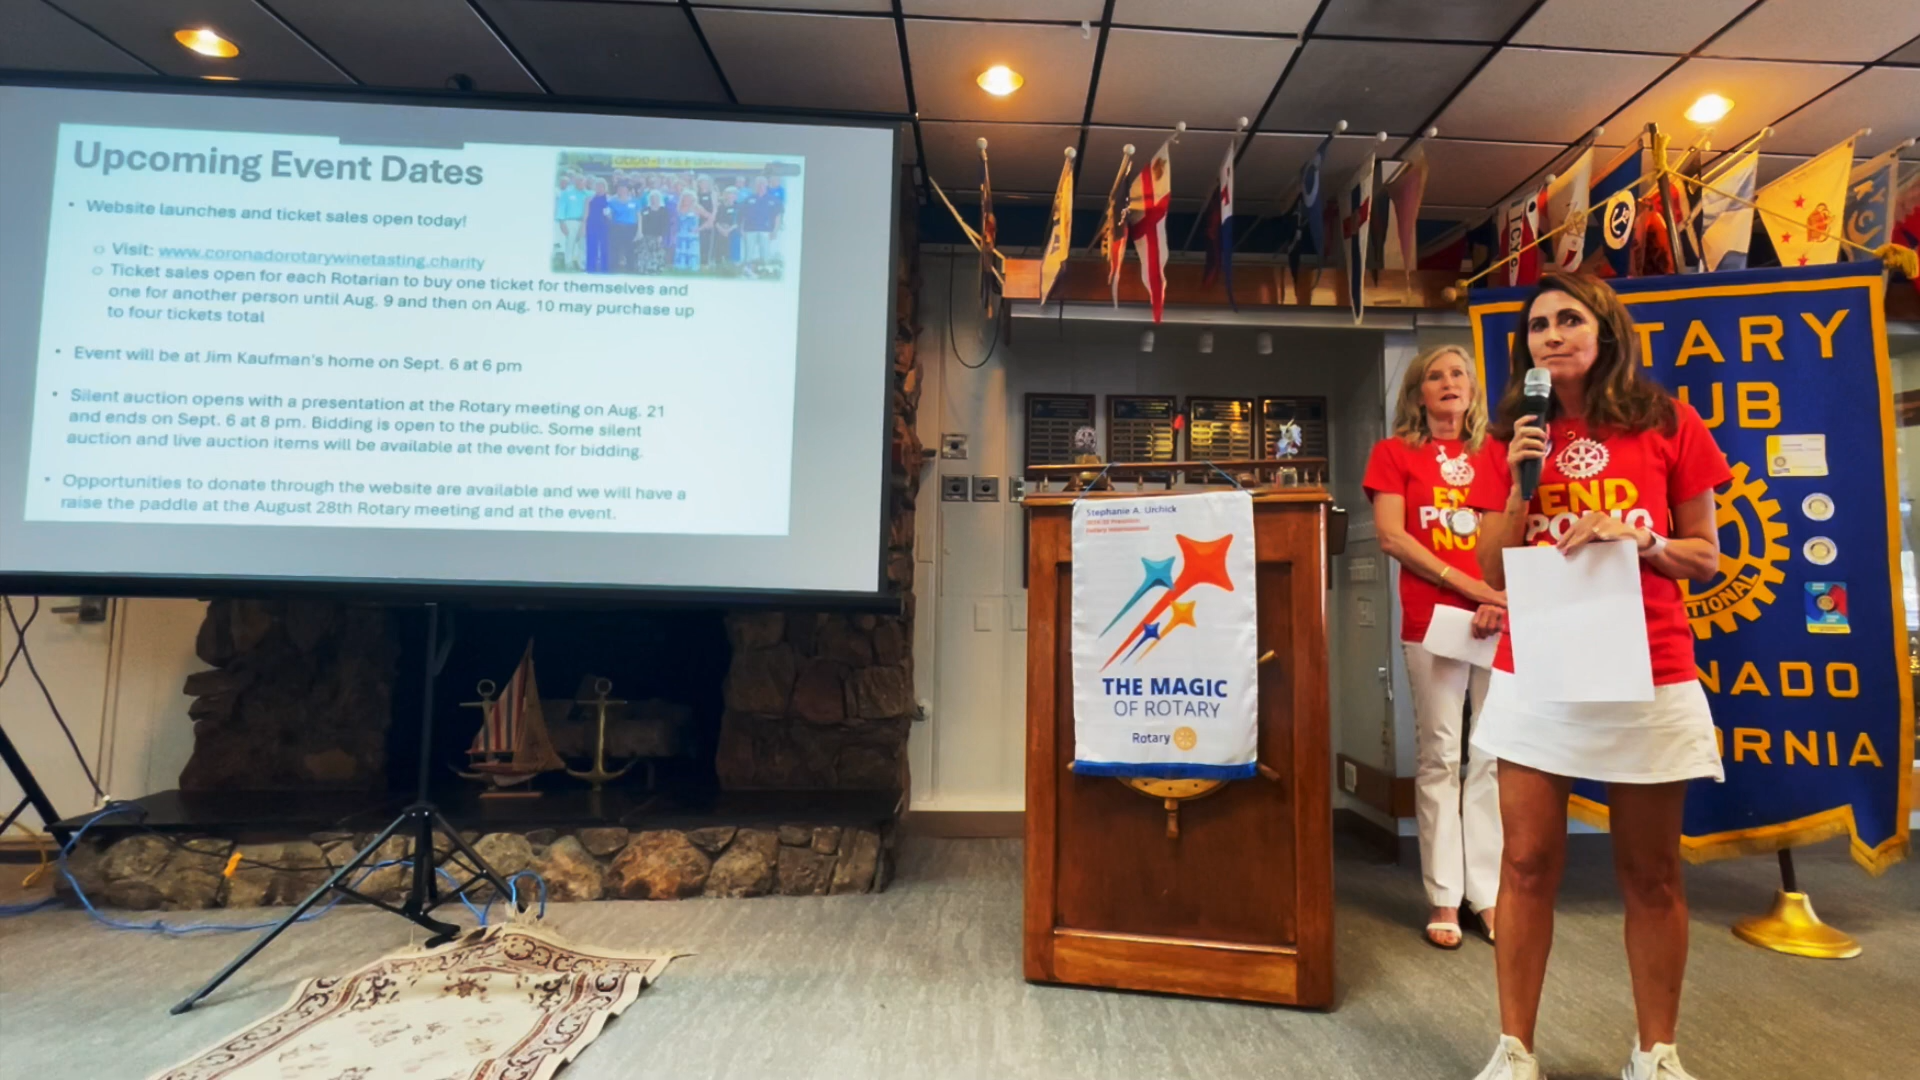 Upcoming Event Dates
• Website launches and ticket sales open today!
○ Visit: www.coronadorotarywinetasting.charity
○ Ticket sales open for each Rotarian to buy one ticket for themselves and
one for another person until Aug. 9 and then on Aug. 10 may purchase up
to four tickets total
• Event will be at Jim Kaufman's home on Sept. 6 at 6 pm
• Silent auction opens with a presentation at the Rotary meeting on Aug. 21
and ends on Sept. 6 at 8 pm. Bidding is open to the public. Some silent
auction and live auction items will be available at the event for bidding.
• Opportunities to donate through the website are available and we will have a
raise the paddle at the August 28th Rotary meeting and at the event.
Stephanie A. Urchick
THE MAGIC
OF ROTARY
Rotary
END
POLIO
NO
TARY
UB
TIONAL
NADO
ORNIA